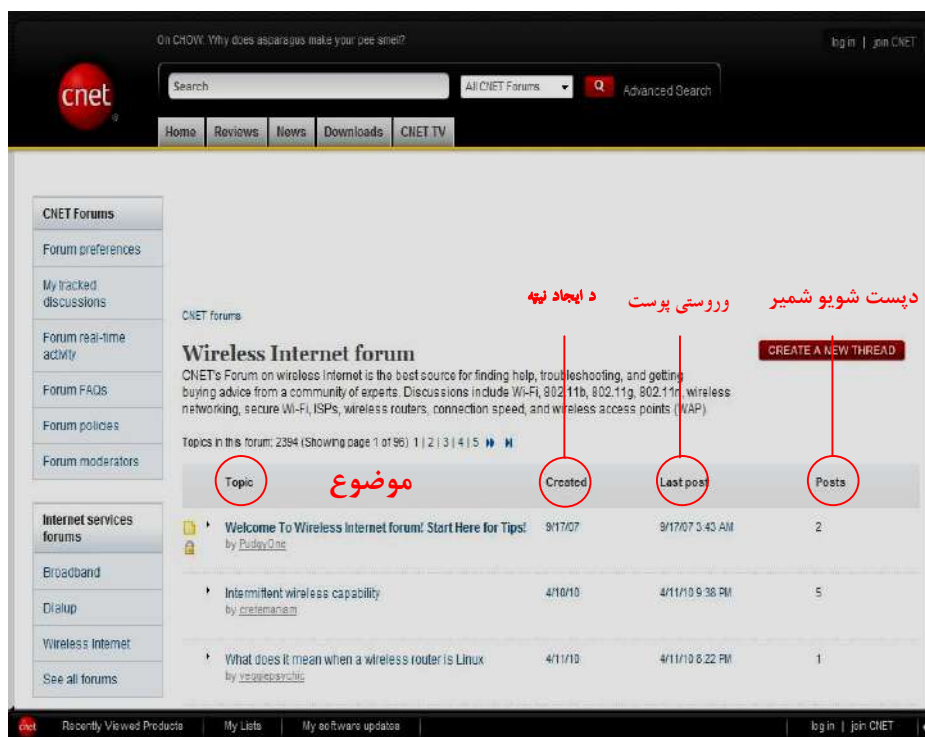 On CHOW: Why does asparagus make your pee smell?
log in | join CNET
cnet
Search
All CNET Forums
Advanced Search
Home Reviews News Downloads CNET TV
CNET Forums
Forum preferences
My tracked
discussions
Forum real-time
activity
Forum FAQs
Forum policies
Forum moderators
Internet services
forums
Broadband
Dialup
Wireless Internet
See all forums
د ایجاد نېټه
وروستي پوست
دپست شویو شمیر
CNET forums
Wireless Internet forum
CREATE A NEW THREAD
CNET's Forum on wireless Internet is the best source for finding help, troubleshooting, and getting
buying advice from a community of experts. Discussions include Wi-Fi, 802.11b, 802.11g, 802.11n, wireless
networking, secure Wi-Fi, ISPs, wireless routers, connection speed, and wireless access points (WAP).
Topics in this forum: 2394 (Showing page 1 of 96) 1 | 2 | 3 | 4 | 5
Topic موضوع Created Last post Posts
Welcome To Wireless Internet forum! Start Here for Tips! 9/17/07 9/17/07 3:43 AM 2
by PudgyOne
Intermittent wireless capability 4/10/10 4/11/10 9:38 PM 5
by cretemariam
What does it mean when a wireless router is Linux 4/11/10 4/11/10 8:22 PM 1
by veggiepsychic
cnet Recently Viewed Products My Lists My software updates log in | join CNET